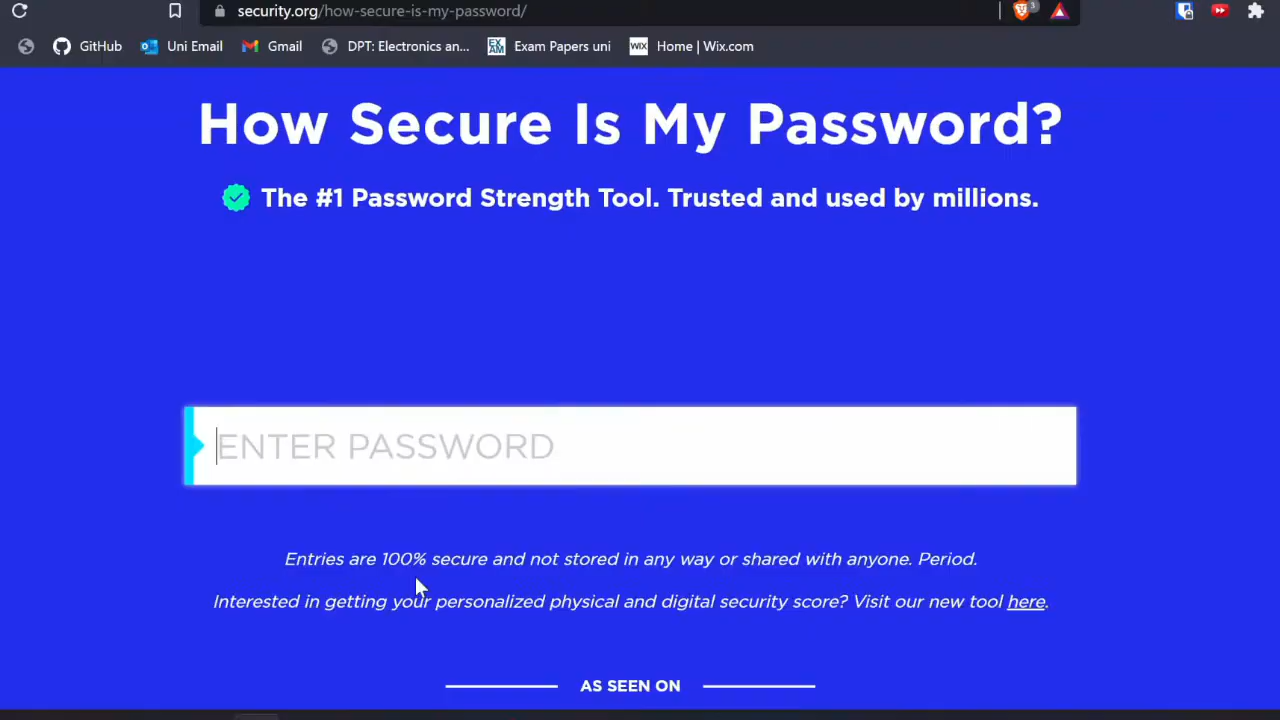 security.org/how-secure-is-my-password/
3
GitHub Uni Email Gmail DPT: Electronics an... EXAM Exam Papers uni WIX Home | Wix.com
How Secure Is My Password?
The #1 Password Strength Tool. Trusted and used by millions.
ENTER PASSWORD
Entries are 100% secure and not stored in any way or shared with anyone. Period.
Interested in getting your personalized physical and digital security score? Visit our new tool here.
AS SEEN ON